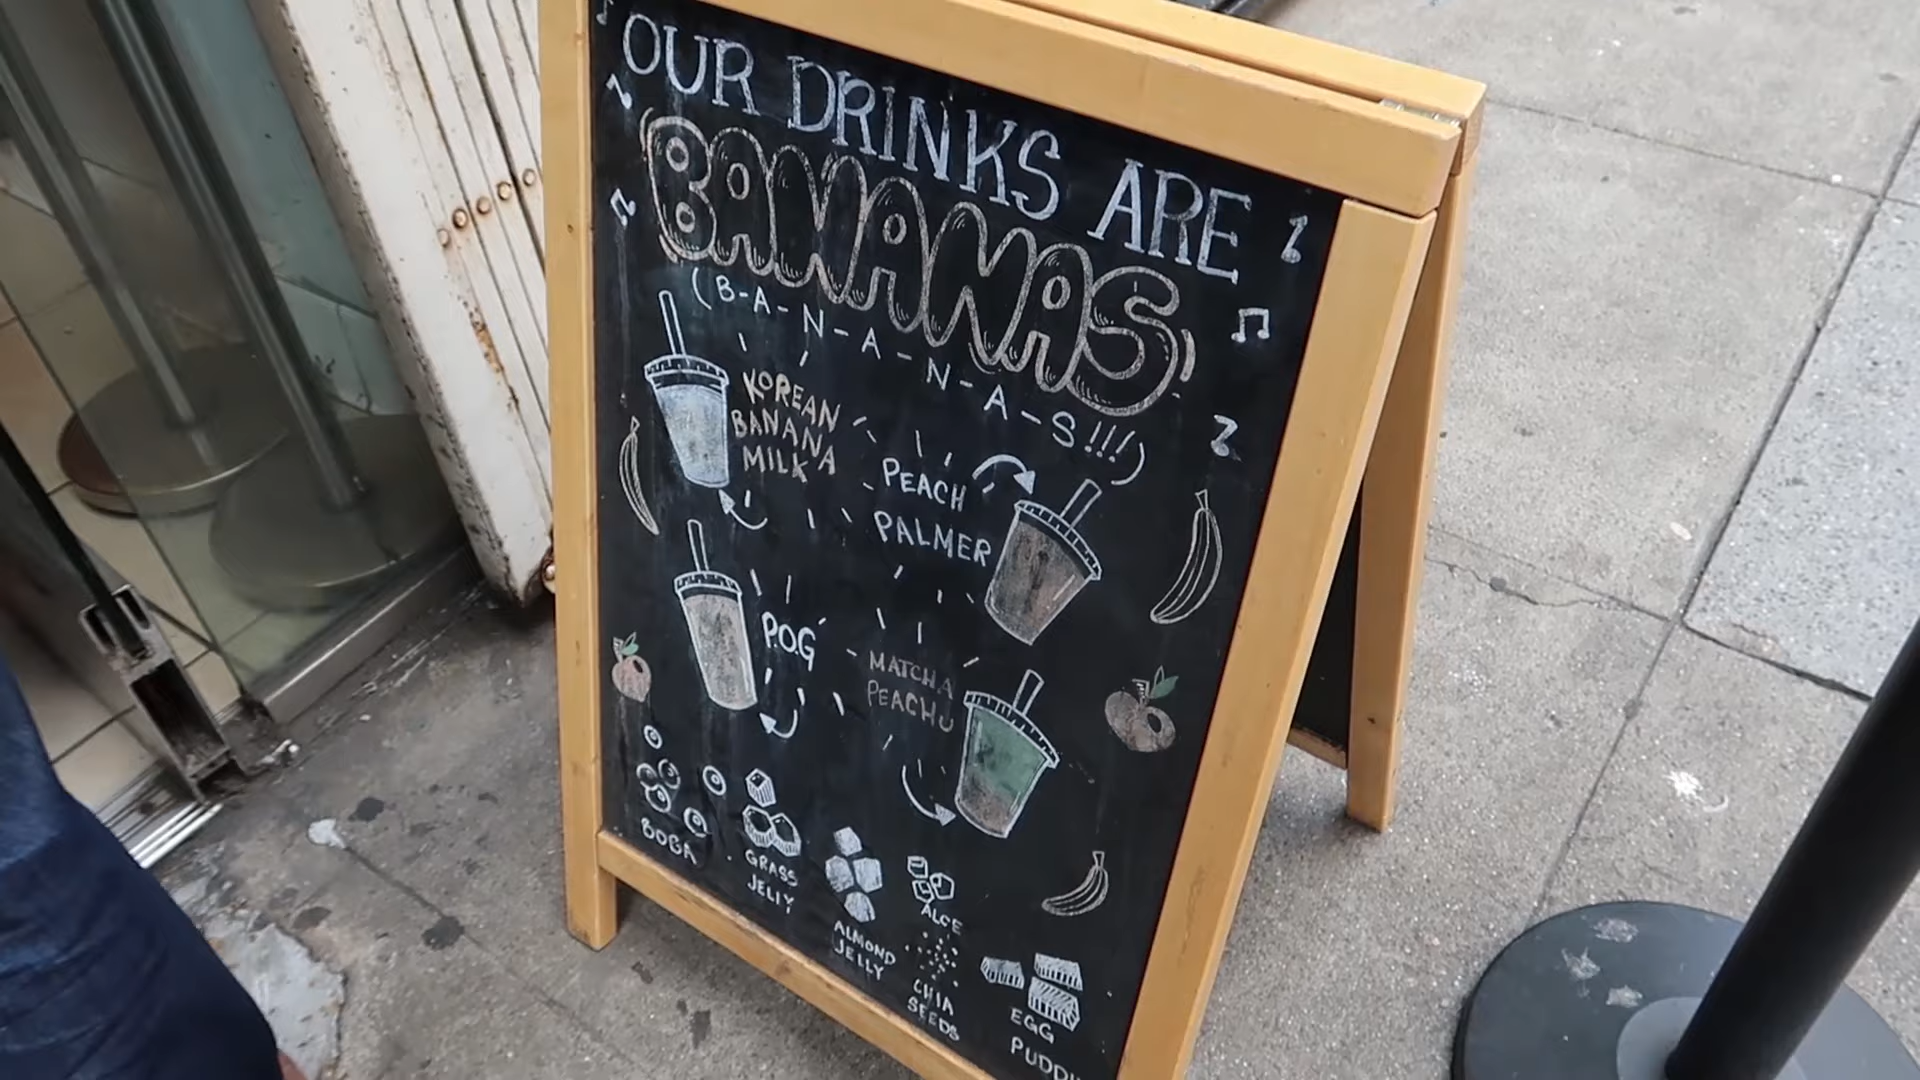 OUR DRINKS ARE
BANANAS
(B-A-N-A-N-A-S!!!)
KOREAN
BANANA
MILK
PEACH
PALMER
P.O.G
MATCHA
PEACHU
BOBA
GRASS
JELLY
ALMOND
JELLY
ALOE
CHIA
SEEDS
EGG